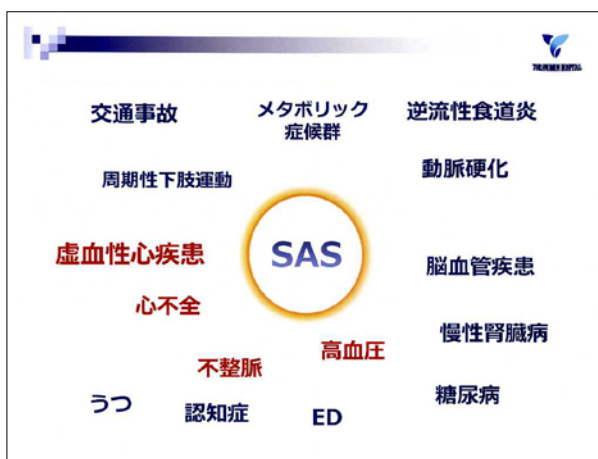 TORANOMON HOSPITAL
交通事故
メタボリック
症候群
逆流性食道炎
周期性下肢運動
動脈硬化
虚血性心疾患
SAS
脳血管疾患
心不全
慢性腎臓病
高血圧
不整脈
糖尿病
うつ
認知症
ED